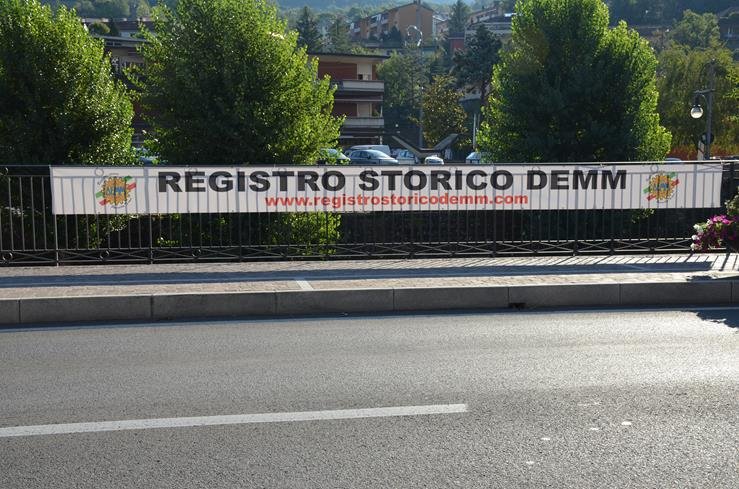 REGISTRO STORICO DEMM
www.registrostoricodemm.com